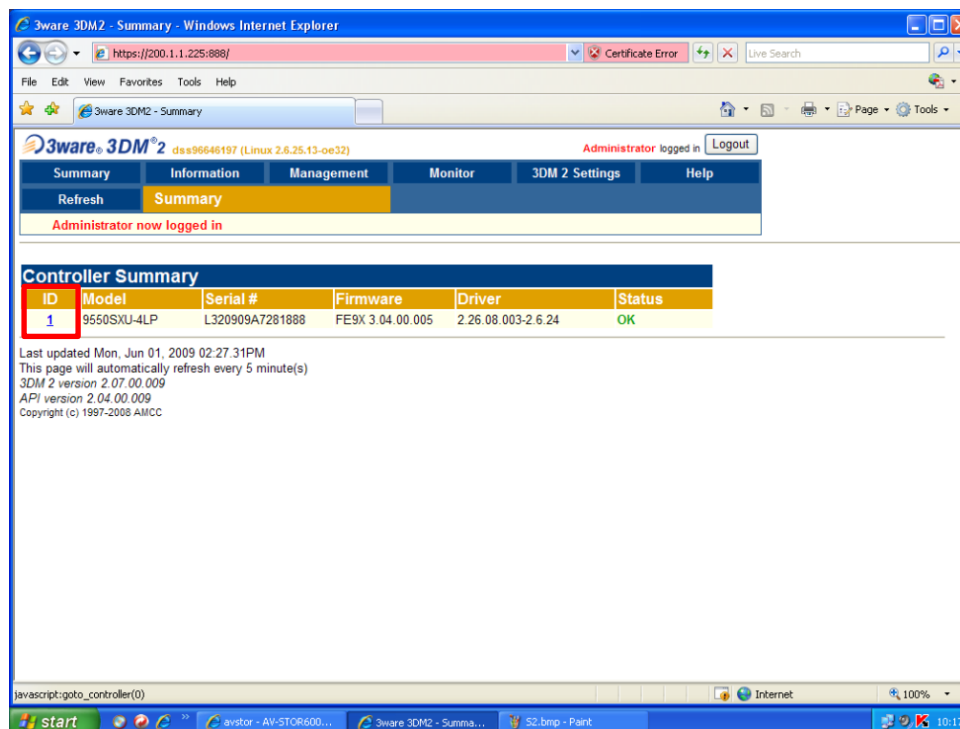 3ware 3DM2 - Summary - Windows Internet Explorer
https://200.1.1.225:888/
Certificate Error
Live Search
File Edit View Favorites Tools Help
3ware 3DM2 - Summary
Page Tools
3ware® 3DM®2 dss96646197 (Linux 2.6.25.13-oe32)
Administrator logged in Logout
Summary Information Management Monitor 3DM 2 Settings Help
Refresh Summary
Administrator now logged in
Controller Summary
ID Model Serial # Firmware Driver Status
1 9550SXU-4LP L320909A7281888 FE9X 3.04.00.005 2.26.08.003-2.6.24 OK
Last updated Mon, Jun 01, 2009 02:27.31PM
This page will automatically refresh every 5 minute(s)
3DM 2 version 2.07.00.009
API version 2.04.00.009
Copyright (c) 1997-2008 AMCC
javascript:goto_controller(0)
Internet 100%
start avstor - AV-STOR600... 3ware 3DM2 - Summa... S2.bmp - Paint